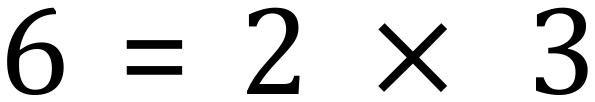 6 = 2 × 3